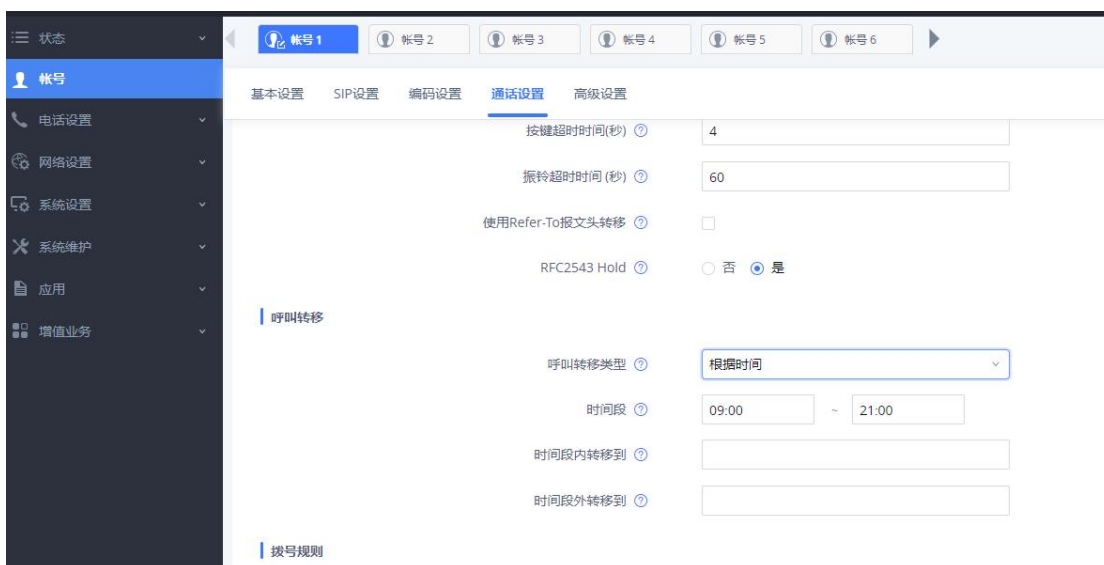 状态
帐号
电话设置
网络设置
系统设置
系统维护
应用
增值业务
帐号 1 帐号 2 帐号 3 帐号 4 帐号 5 帐号 6
基本设置 SIP设置 编码设置 通话设置 高级设置
按键超时时间(秒) 4
振铃超时时间 (秒) 60
使用Refer-To报文头转移
RFC2543 Hold 否 是
呼叫转移
呼叫转移类型 根据时间
时间段 09:00 ~ 21:00
时间段内转移到
时间段外转移到
拨号规则